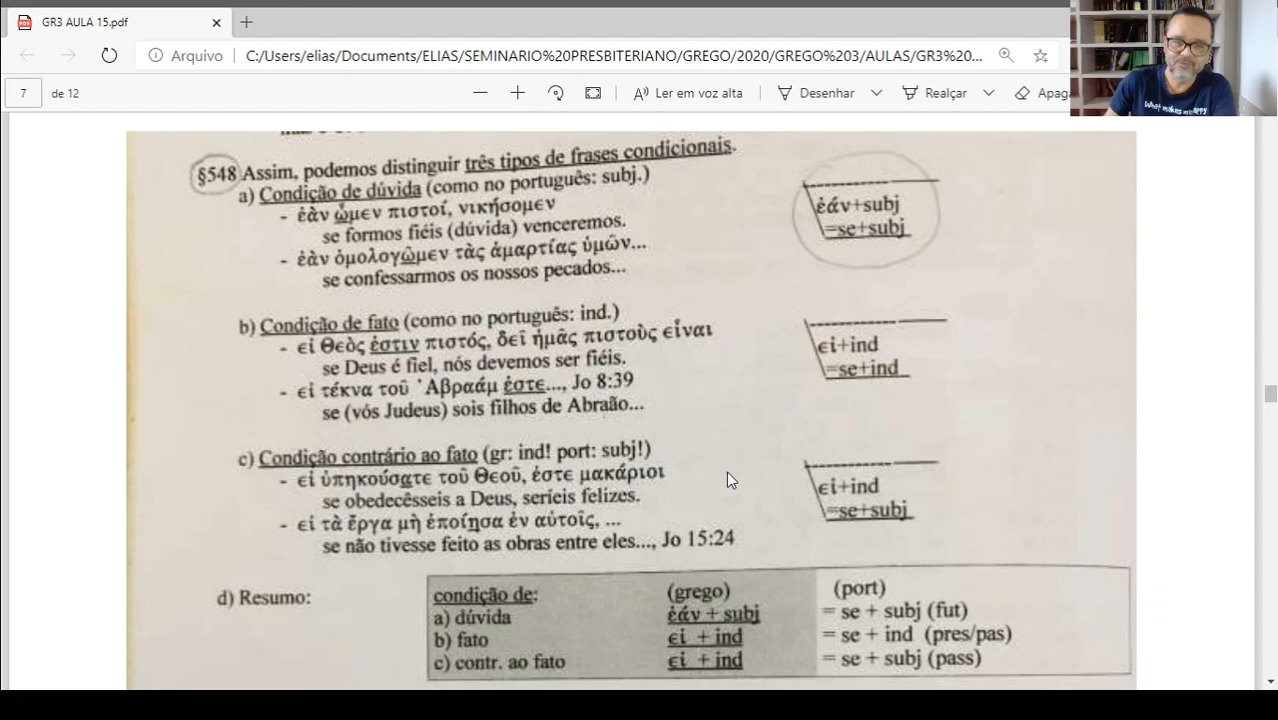 GR3 AULA 15.pdf
Arquivo C:/Users/elias/Documents/ELIAS/SEMINARIO%20PRESBITERIANO/GREGO/2020/GREGO%203/AULAS/GR3%20...
7 de 12 Ler em voz alta Desenhar Realçar Apag
§548 Assim, podemos distinguir três tipos de frases condicionais.
a) Condição de dúvida (como no português: subj.)
- ἐὰν ὦμεν πιστοί, νικήσομεν
se formos fiéis (dúvida) venceremos.
- ἐὰν ὁμολογῶμεν τὰς ἁμαρτίας ὑμῶν...
se confessarmos os nossos pecados...
ἐάν+subj
=se+subj
b) Condição de fato (como no português: ind.)
- εἰ Θεὸς ἐστιν πιστός, δεῖ ἡμᾶς πιστοὺς εἶναι
se Deus é fiel, nós devemos ser fiéis.
- εἰ τέκνα τοῦ Ἀβραάμ ἐστε..., Jo 8:39
se (vós Judeus) sois filhos de Abraão...
εἰ+ind
=se+ind
c) Condição contrário ao fato (gr: ind! port: subj!)
- εἰ ὑπηκούσατε τοῦ Θεοῦ, ἐστε μακάριοι
se obedecêsseis a Deus, seríeis felizes.
- εἰ τὰ ἔργα μὴ ἐποίησα ἐν αὐτοῖς, ...
se não tivesse feito as obras entre eles..., Jo 15:24
εἰ+ind
=se+subj
d) Resumo:
condição de: (grego) (port)
a) dúvida ἐάν + subj = se + subj (fut)
b) fato εἰ + ind = se + ind (pres/pas)
c) contr. ao fato εἰ + ind = se + subj (pass)